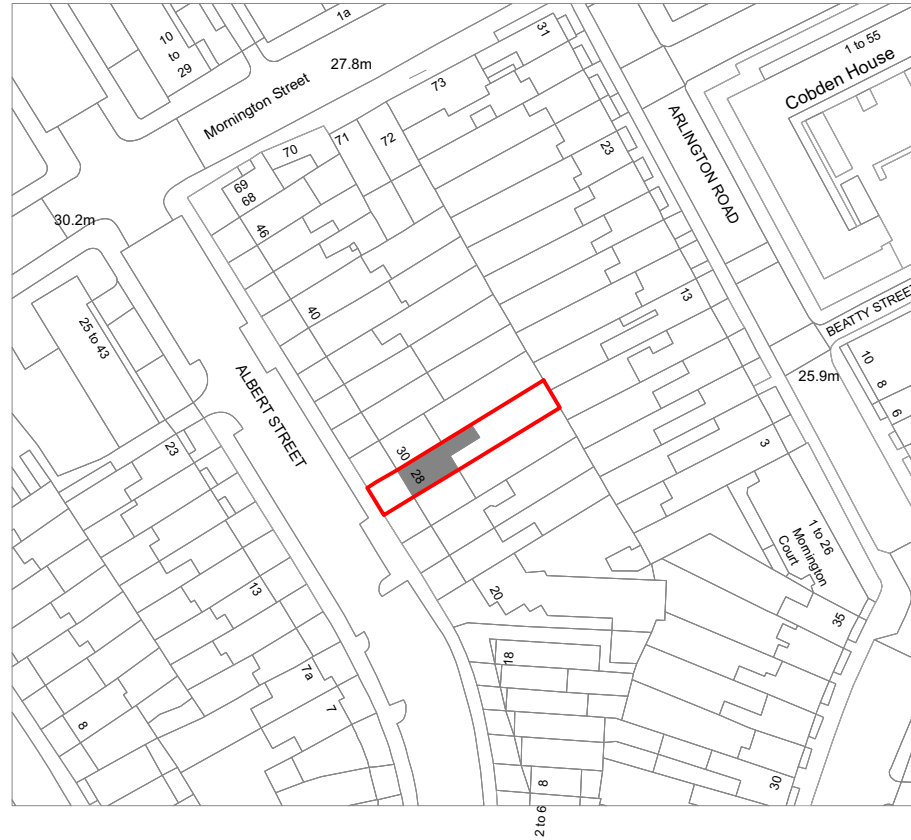 1a
10
to
29
27.8m
Mornington Street
31
1 to 55
Cobden House
73
72
71
70
69
68
46
23
ARLINGTON ROAD
30.2m
40
13
BEATTY STREET
25 to 43
25.9m
10
8
6
ALBERT STREET
23
30
28
3
1 to 26
Mornington
Court
13
20
35
18
7a
7
8
8
30
2 to 6